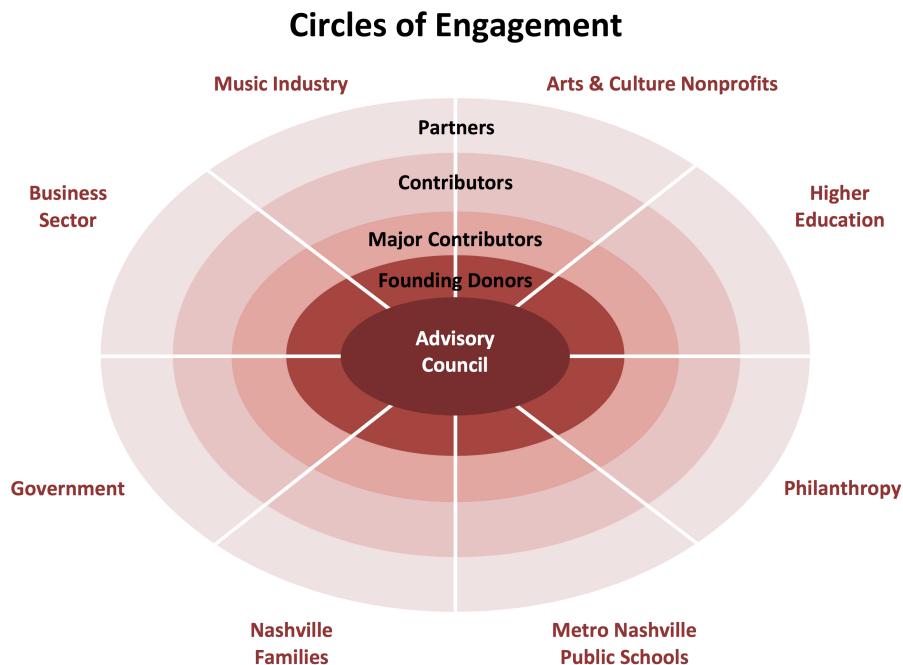 Circles of Engagement
Music Industry
Arts & Culture Nonprofits
Partners
Business
Sector
Contributors
Higher
Education
Major Contributors
Founding Donors
Advisory
Council
Government
Philanthropy
Nashville
Families
Metro Nashville
Public Schools